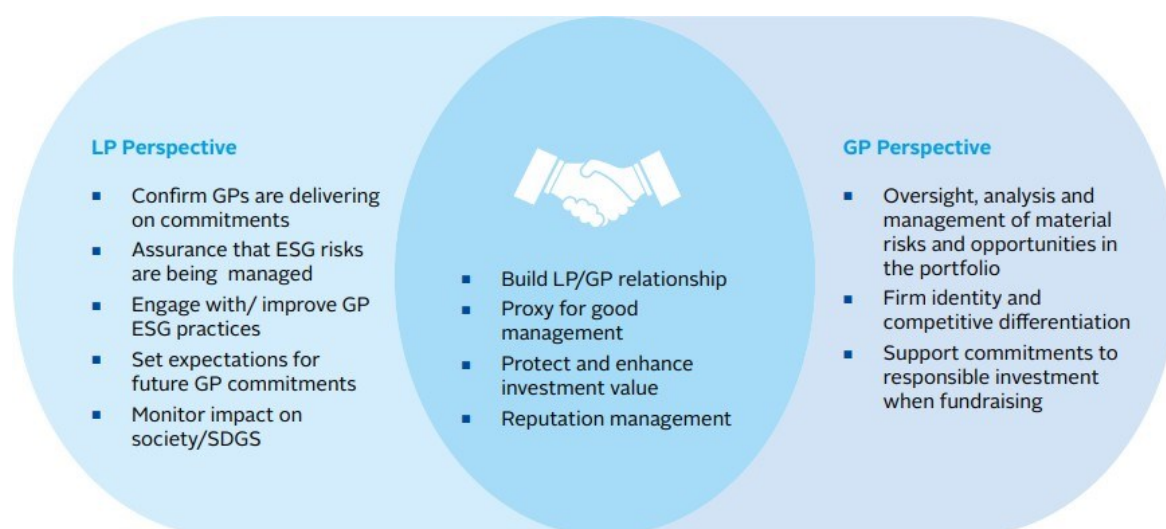 LP Perspective
■ Confirm GPs are delivering
on commitments
■ Assurance that ESG risks
are being managed
■ Engage with/ improve GP
ESG practices
■ Set expectations for
future GP commitments
■ Monitor impact on
society/SDGS
■ Build LP/GP relationship
■ Proxy for good
management
■ Protect and enhance
investment value
■ Reputation management
GP Perspective
■ Oversight, analysis and
management of material
risks and opportunities in
the portfolio
■ Firm identity and
competitive differentiation
■ Support commitments to
responsible investment
when fundraising